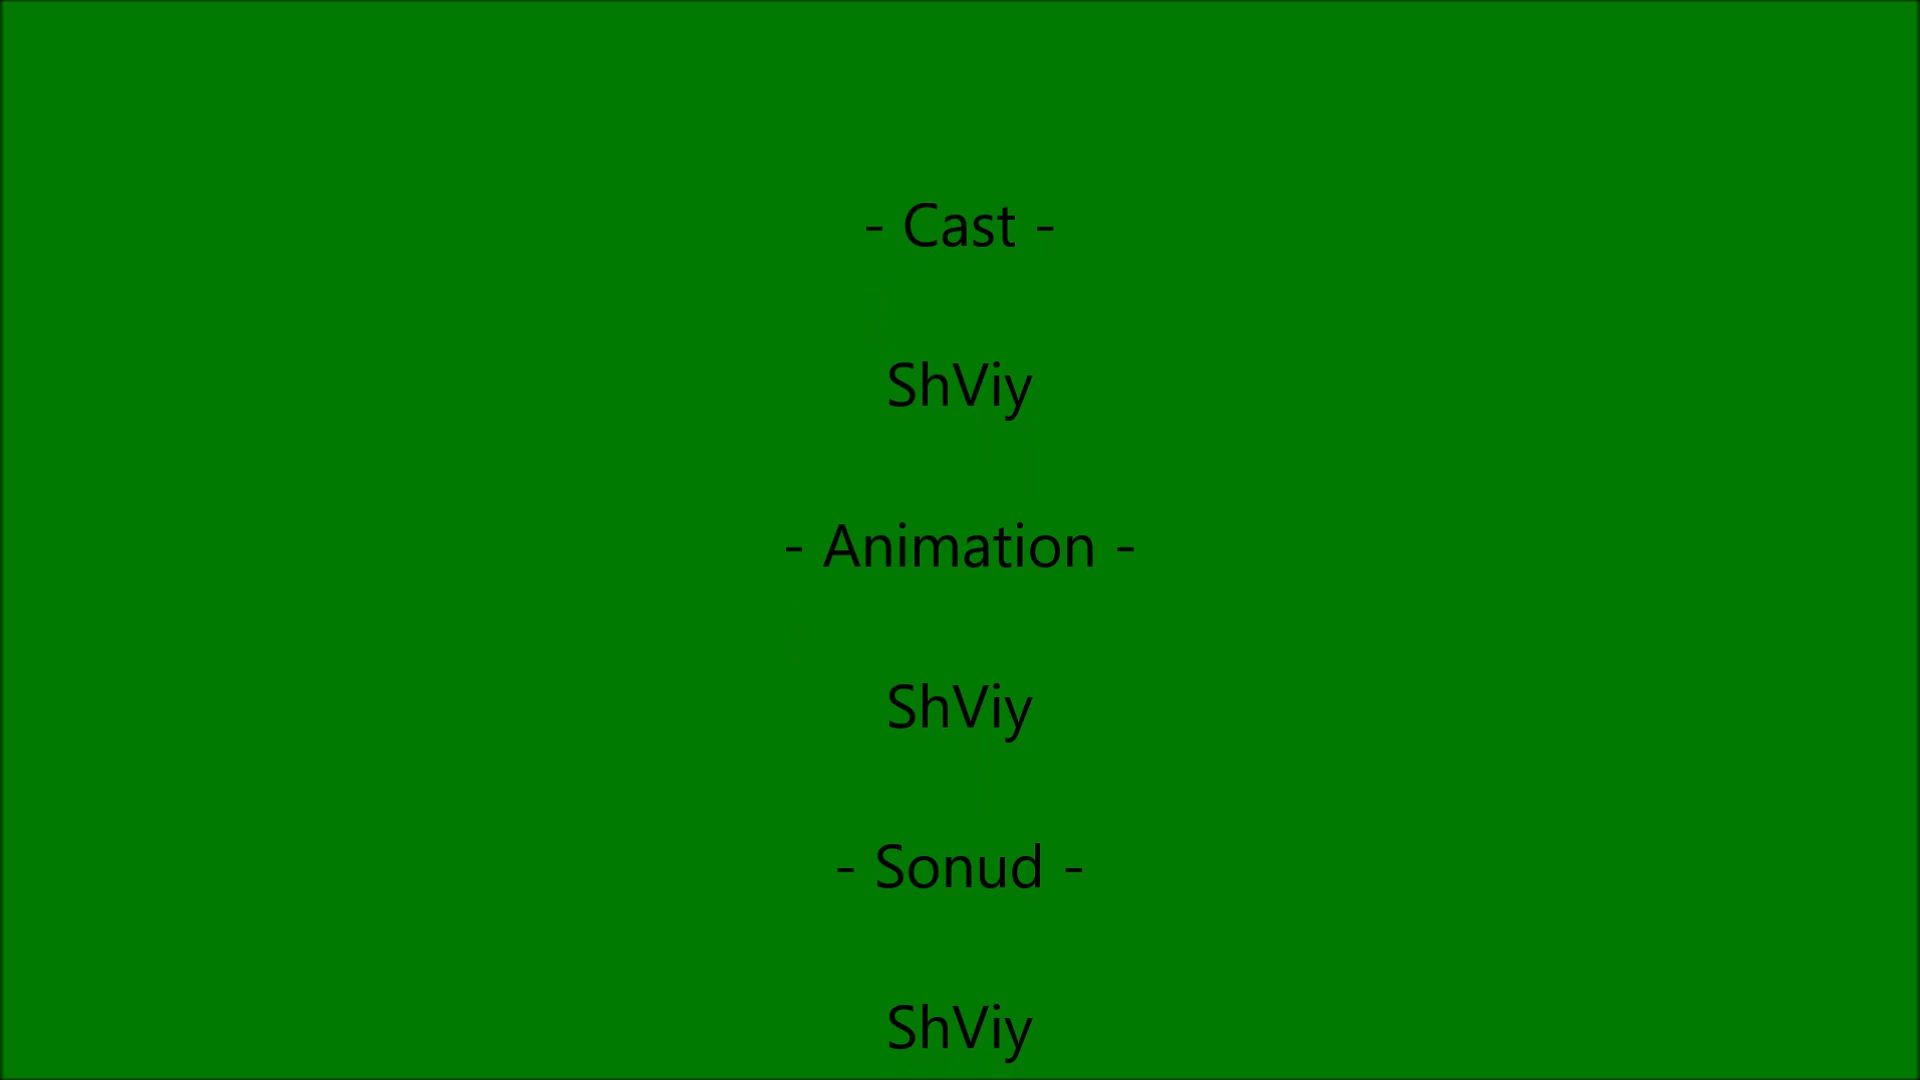 - Cast -
ShViy
- Animation -
ShViy
- Sonud -
ShViy